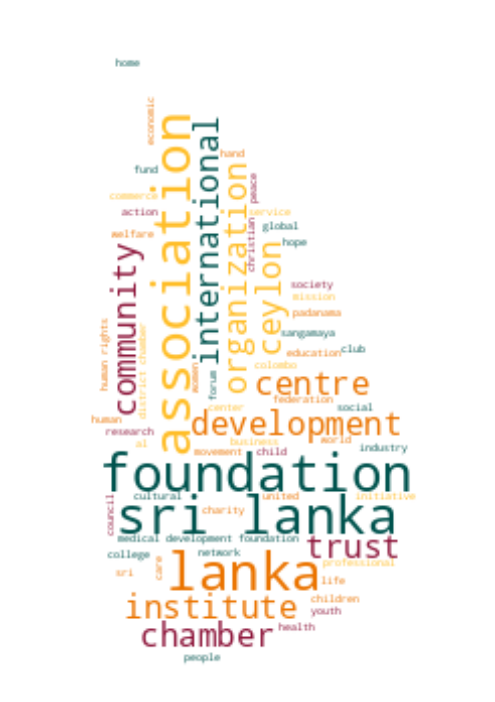 home
economic
association
international
fund
hand
commerce
peace
action
service
organization
christian
global
welfare
hope
ceylon
community
society
mission
padanama
human rights
district chamber
sangamaya
education
club
colombo
women
forum
centre
federation
center
social
human
development
research
al
business
world
movement
child
industry
foundation
council
cultural
united
initiative
sri lanka
charity
medical development foundation
trust
college
network
professional
sri
care
lanka
life
institute
children
youth
chamber
health
people